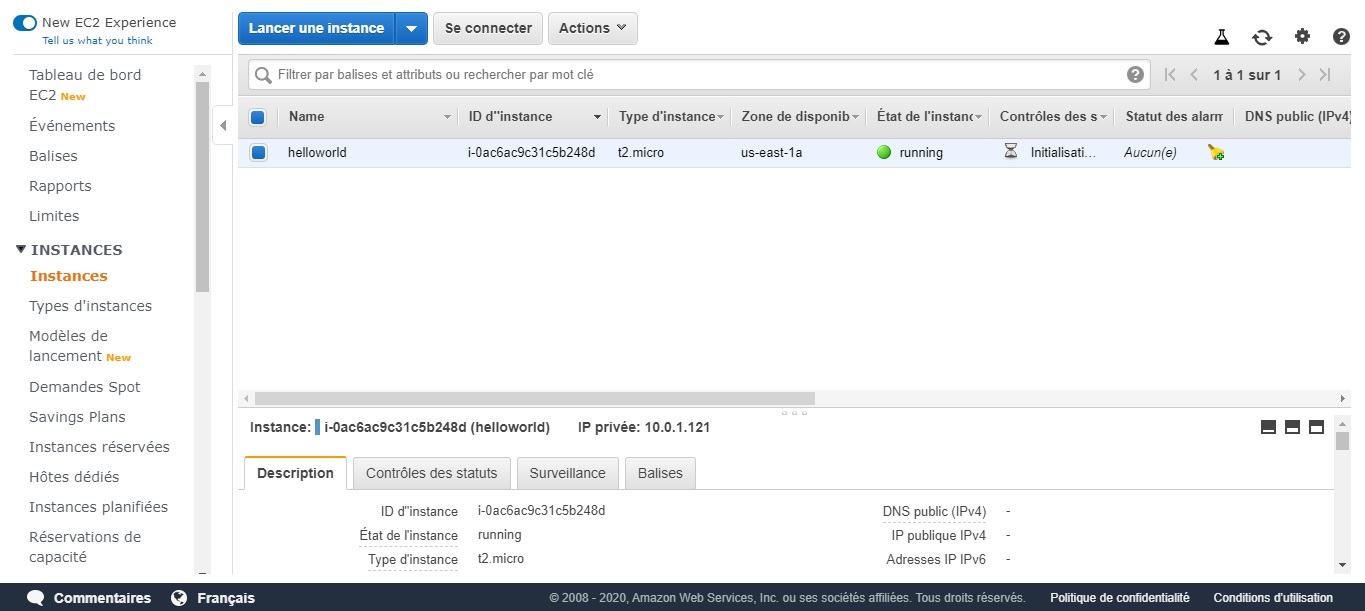 New EC2 Experience
Tell us what you think
Tableau de bord
EC2 New
Événements
Balises
Rapports
Limites
INSTANCES
Instances
Types d'instances
Modèles de
lancement New
Demandes Spot
Savings Plans
Instances réservées
Hôtes dédiés
Instances planifiées
Réservations de
capacité
Lancer une instance
Se connecter
Actions
Filtrer par balises et attributs ou rechercher par mot clé
1 à 1 sur 1
Name ID d''instance Type d'instance Zone de disponib État de l'instanc Contrôles des s Statut des alarm DNS public (IPv4)
helloworld i-0ac6ac9c31c5b248d t2.micro us-east-1a running Initialisati... Aucun(e)
Instance: i-0ac6ac9c31c5b248d (helloworld) IP privée: 10.0.1.121
Description Contrôles des statuts Surveillance Balises
ID d''instance i-0ac6ac9c31c5b248d DNS public (IPv4) -
État de l'instance running IP publique IPv4 -
Type d'instance t2.micro Adresses IP IPv6 -
Commentaires Français © 2008 - 2020, Amazon Web Services, Inc. ou ses sociétés affiliées. Tous droits réservés. Politique de confidentialité Conditions d'utilisation